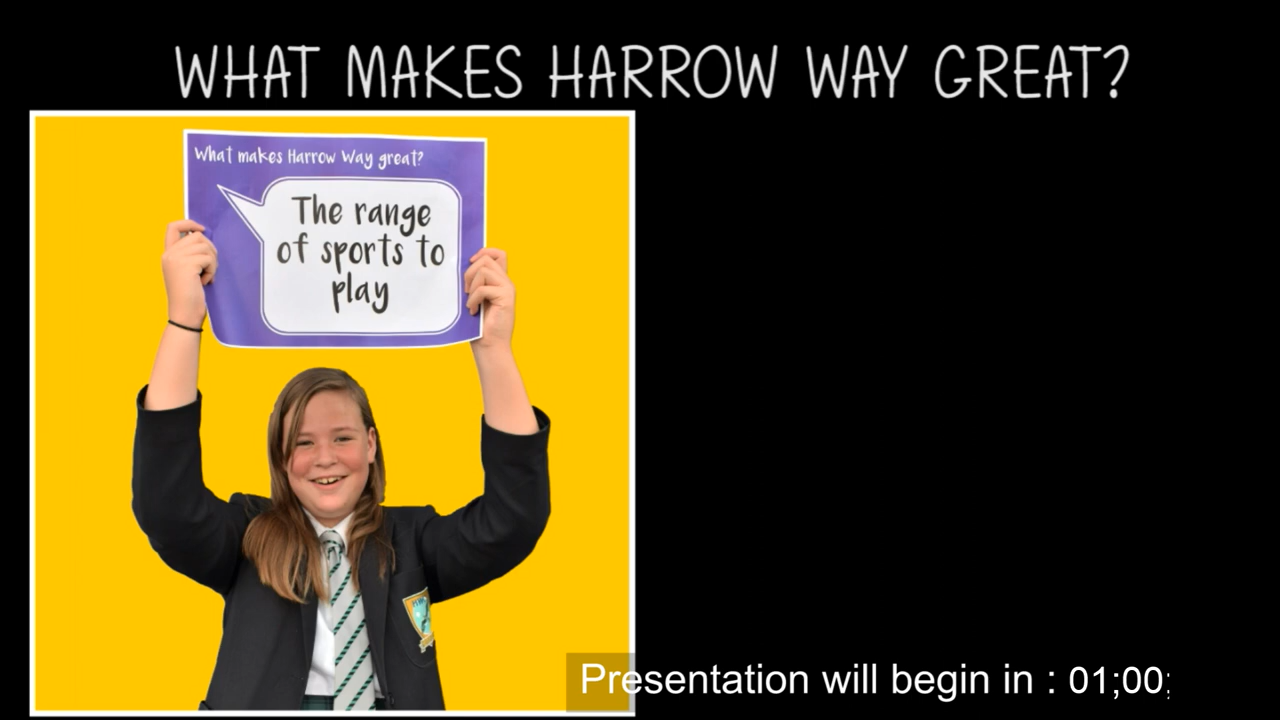 WHAT MAKES HARROW WAY GREAT?
What makes Harrow Way great?
The range
of sports to
play
Presentation will begin in : 01;00;